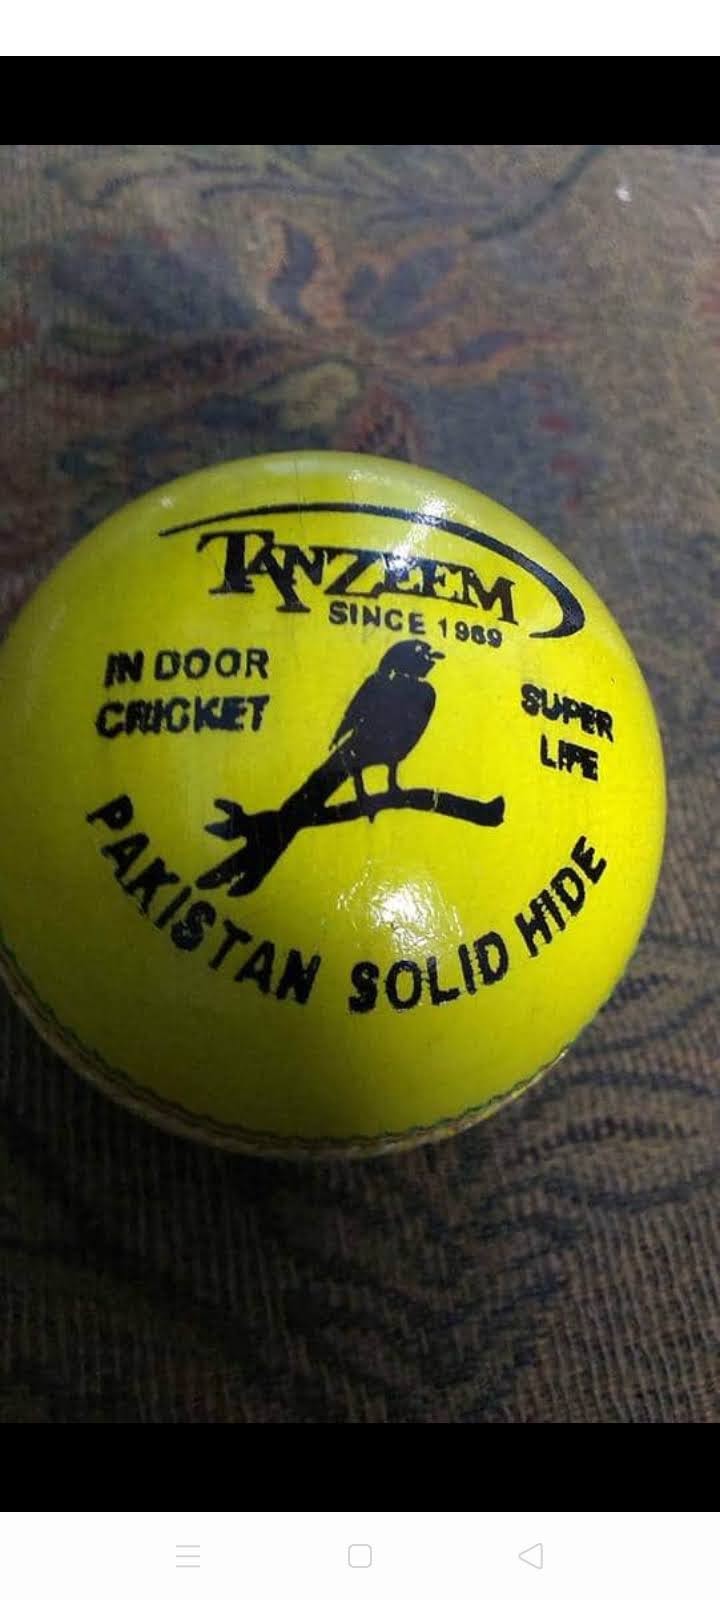 TANZEEM
SINCE 1969
IN DOOR
CRICKET
SUPER
LIFE
PAKISTAN SOLID HIDE